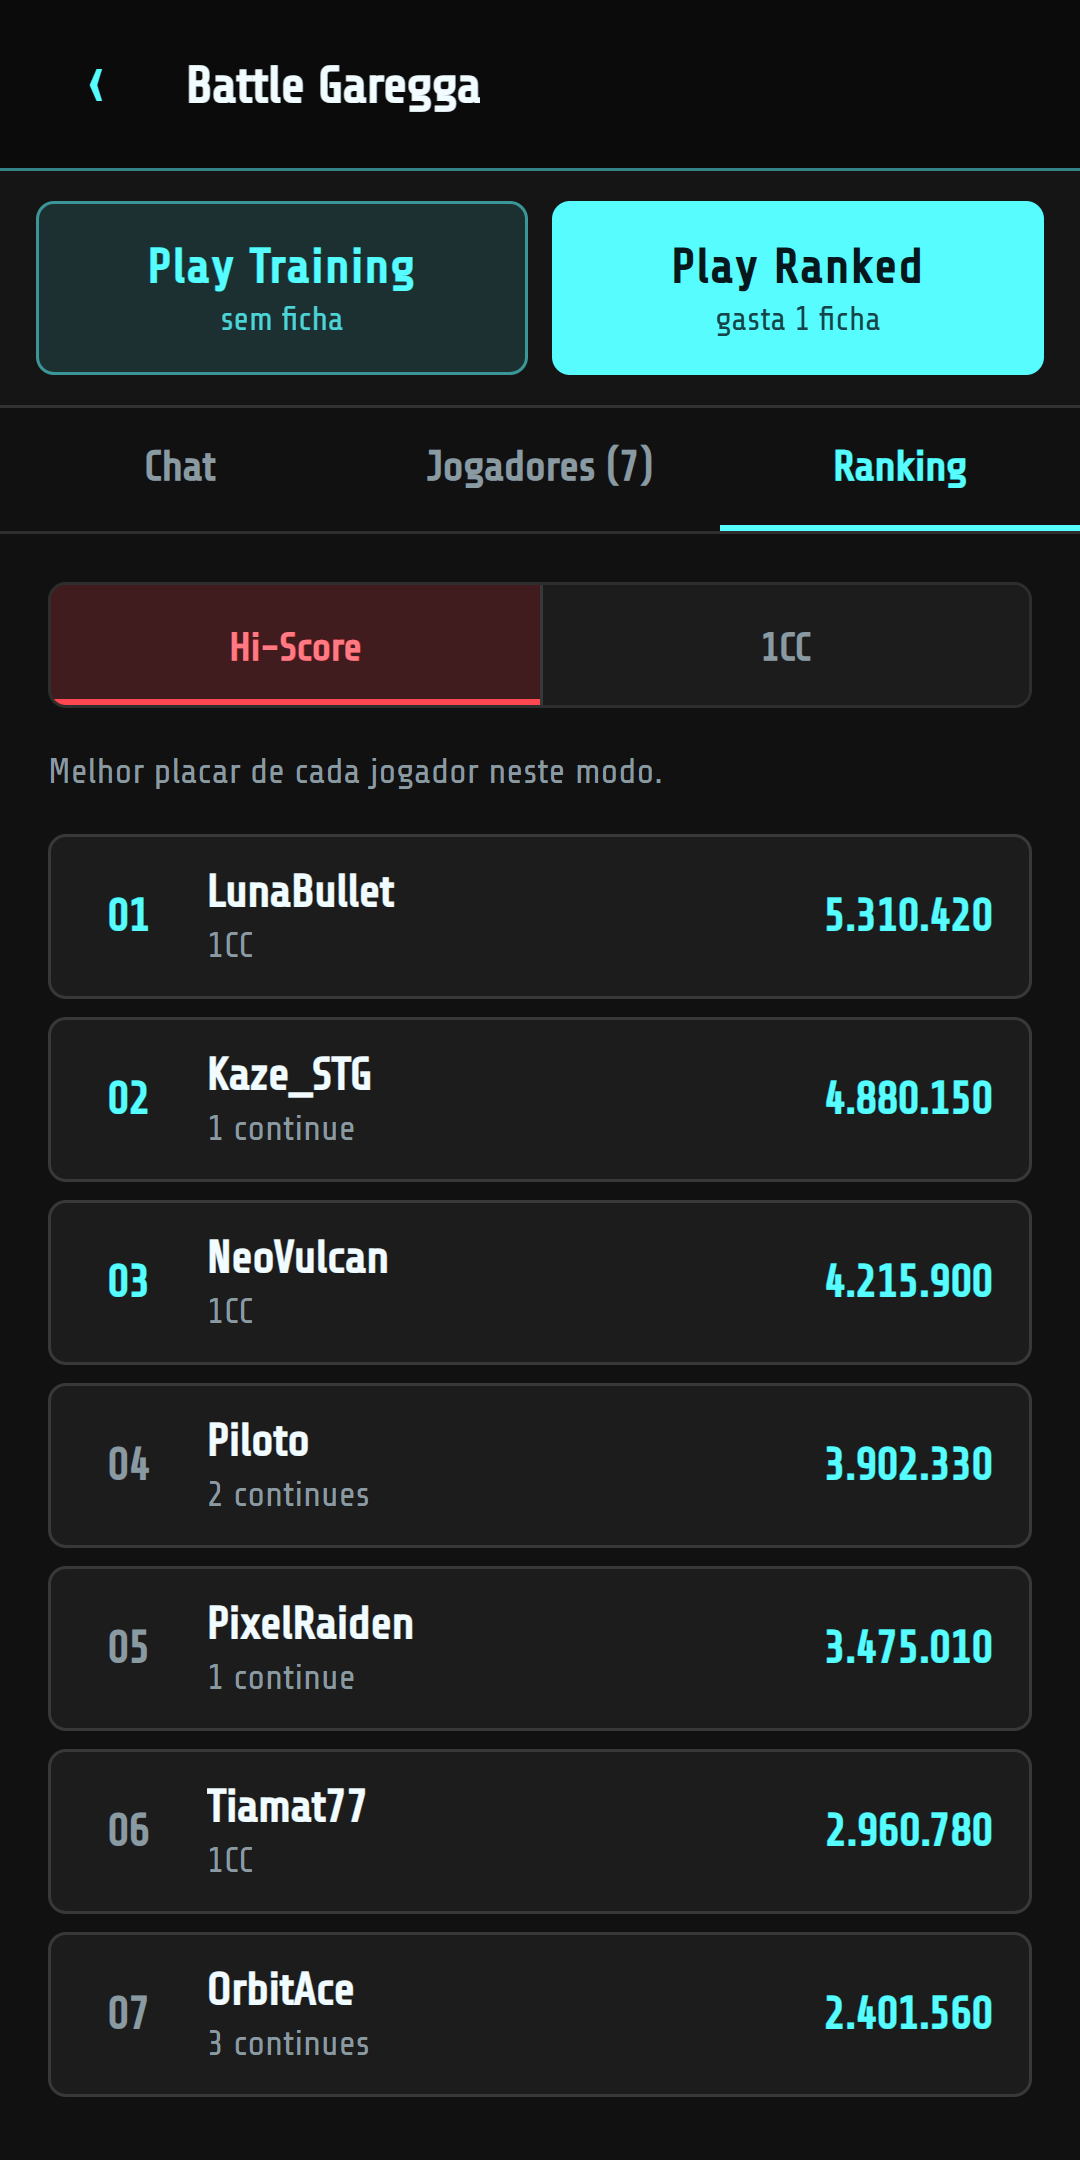 Battle Garegga
Play Training
sem ficha
Play Ranked
gasta 1 ficha
Chat
Jogadores (7)
Ranking
Hi-Score
1CC
Melhor placar de cada jogador neste modo.
01
LunaBullet
1CC
5.310.420
02
Kaze_STG
1 continue
4.880.150
03
NeoVulcan
1CC
4.215.900
04
Piloto
2 continues
3.902.330
05
PixelRaiden
1 continue
3.475.010
06
Tiamat77
1CC
2.960.780
07
OrbitAce
3 continues
2.401.560